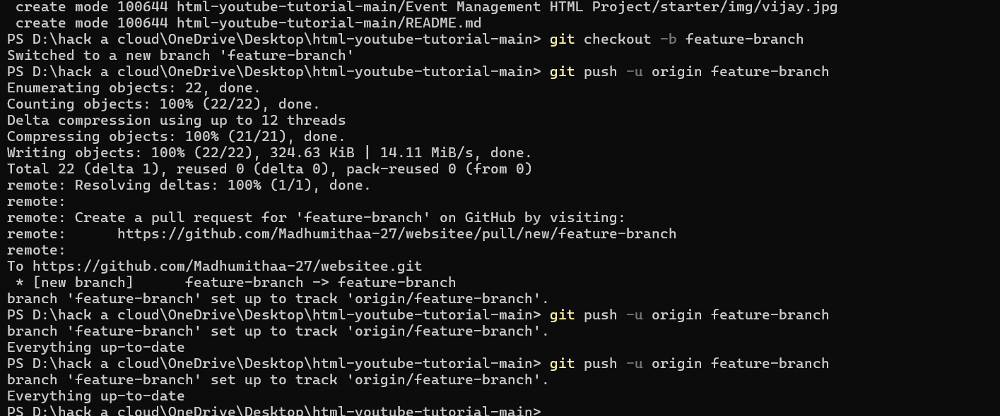 create mode 100644 html-youtube-tutorial-main/Event Management HTML Project/starter/img/vijay.jpg
create mode 100644 html-youtube-tutorial-main/README.md
PS D:\hack a cloud\OneDrive\Desktop\html-youtube-tutorial-main> git checkout -b feature-branch
Switched to a new branch 'feature-branch'
PS D:\hack a cloud\OneDrive\Desktop\html-youtube-tutorial-main> git push -u origin feature-branch
Enumerating objects: 22, done.
Counting objects: 100% (22/22), done.
Delta compression using up to 12 threads
Compressing objects: 100% (21/21), done.
Writing objects: 100% (22/22), 324.63 KiB | 14.11 MiB/s, done.
Total 22 (delta 1), reused 0 (delta 0), pack-reused 0 (from 0)
remote: Resolving deltas: 100% (1/1), done.
remote:
remote: Create a pull request for 'feature-branch' on GitHub by visiting:
remote:      https://github.com/Madhumithaa-27/websitee/pull/new/feature-branch
remote:
To https://github.com/Madhumithaa-27/websitee.git
 * [new branch]      feature-branch -> feature-branch
branch 'feature-branch' set up to track 'origin/feature-branch'.
PS D:\hack a cloud\OneDrive\Desktop\html-youtube-tutorial-main> git push -u origin feature-branch
branch 'feature-branch' set up to track 'origin/feature-branch'.
Everything up-to-date
PS D:\hack a cloud\OneDrive\Desktop\html-youtube-tutorial-main> git push -u origin feature-branch
branch 'feature-branch' set up to track 'origin/feature-branch'.
Everything up-to-date
PS D:\hack a cloud\OneDrive\Desktop\html-youtube-tutorial-main>